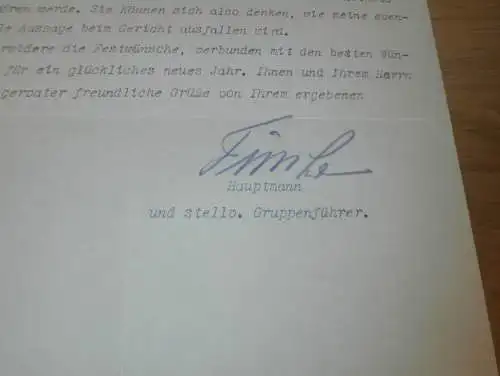 ören werde. Sie können sich also denken, wie meine even-
le Aussage beim Gericht ausfallen wird.
rwidere die Festwünsche, verbunden mit den besten Wün-
für ein glückliches neues Jahr. Ihnen und Ihrem Herrn
gervater freundliche Grüße von Ihrem ergebenen
Hauptmann
und stellv. Gruppenführer.